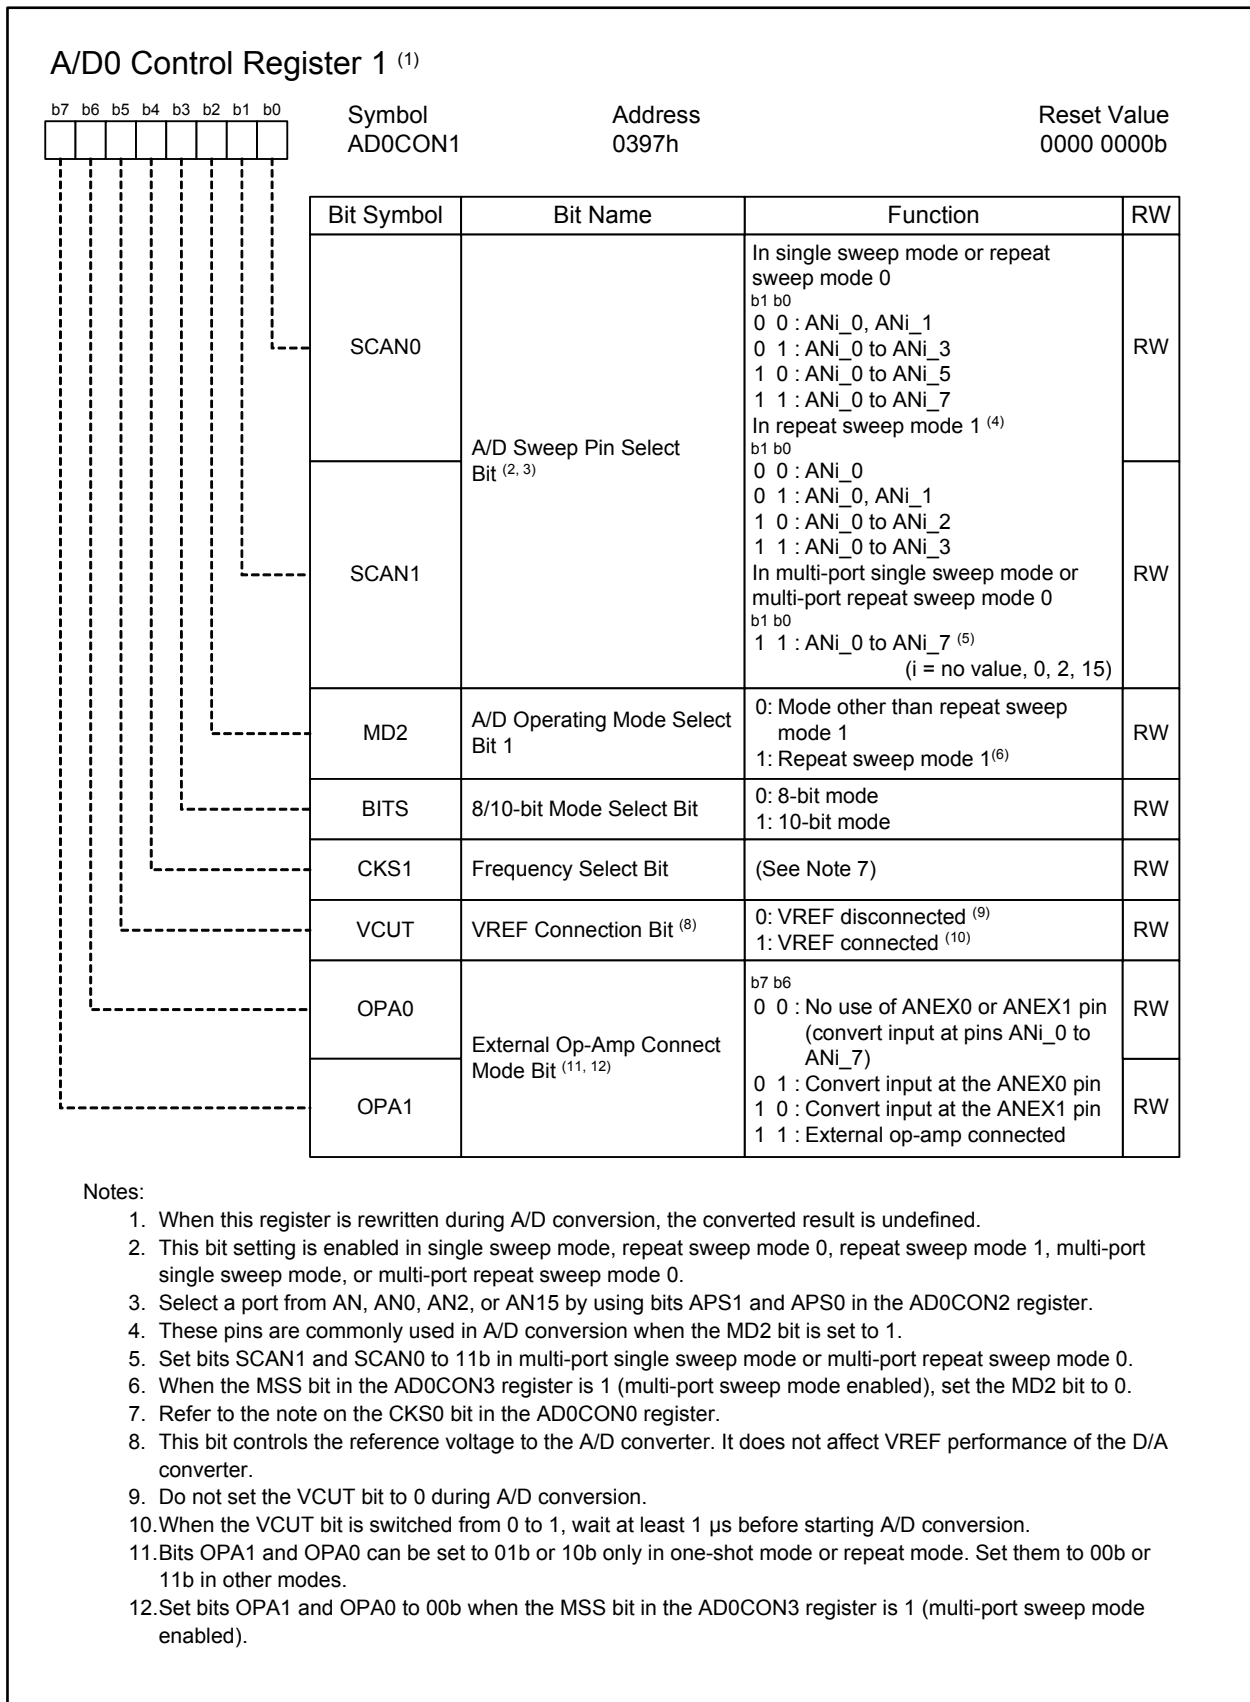 A/D0 Control Register 1 (1)
b7 b6 b5 b4 b3 b2 b1 b0
Symbol Address Reset Value
AD0CON1 0397h 0000 0000b
Bit Symbol Bit Name Function RW
SCAN0
A/D Sweep Pin Select
Bit (2, 3)
In single sweep mode or repeat
sweep mode 0
b1 b0
0 0 : ANi_0, ANi_1
0 1 : ANi_0 to ANi_3
1 0 : ANi_0 to ANi_5
1 1 : ANi_0 to ANi_7
In repeat sweep mode 1 (4)
b1 b0
0 0 : ANi_0
0 1 : ANi_0, ANi_1
1 0 : ANi_0 to ANi_2
1 1 : ANi_0 to ANi_3
In multi-port single sweep mode or
multi-port repeat sweep mode 0
b1 b0
1 1 : ANi_0 to ANi_7 (5)
(i = no value, 0, 2, 15)
RW
SCAN1
RW
MD2
A/D Operating Mode Select
Bit 1
0: Mode other than repeat sweep
mode 1
1: Repeat sweep mode 1(6)
RW
BITS
8/10-bit Mode Select Bit
0: 8-bit mode
1: 10-bit mode
RW
CKS1 Frequency Select Bit (See Note 7) RW
VCUT
VREF Connection Bit (8)
0: VREF disconnected (9)
1: VREF connected (10)
RW
OPA0
External Op-Amp Connect
Mode Bit (11, 12)
b7 b6
0 0 : No use of ANEX0 or ANEX1 pin
(convert input at pins ANi_0 to
ANi_7)
0 1 : Convert input at the ANEX0 pin
1 0 : Convert input at the ANEX1 pin
1 1 : External op-amp connected
RW
OPA1
RW
Notes:
1. When this register is rewritten during A/D conversion, the converted result is undefined.
2. This bit setting is enabled in single sweep mode, repeat sweep mode 0, repeat sweep mode 1, multi-port
single sweep mode, or multi-port repeat sweep mode 0.
3. Select a port from AN, AN0, AN2, or AN15 by using bits APS1 and APS0 in the AD0CON2 register.
4. These pins are commonly used in A/D conversion when the MD2 bit is set to 1.
5. Set bits SCAN1 and SCAN0 to 11b in multi-port single sweep mode or multi-port repeat sweep mode 0.
6. When the MSS bit in the AD0CON3 register is 1 (multi-port sweep mode enabled), set the MD2 bit to 0.
7. Refer to the note on the CKS0 bit in the AD0CON0 register.
8. This bit controls the reference voltage to the A/D converter. It does not affect VREF performance of the D/A
converter.
9. Do not set the VCUT bit to 0 during A/D conversion.
10.When the VCUT bit is switched from 0 to 1, wait at least 1 μs before starting A/D conversion.
11.Bits OPA1 and OPA0 can be set to 01b or 10b only in one-shot mode or repeat mode. Set them to 00b or
11b in other modes.
12.Set bits OPA1 and OPA0 to 00b when the MSS bit in the AD0CON3 register is 1 (multi-port sweep mode
enabled).